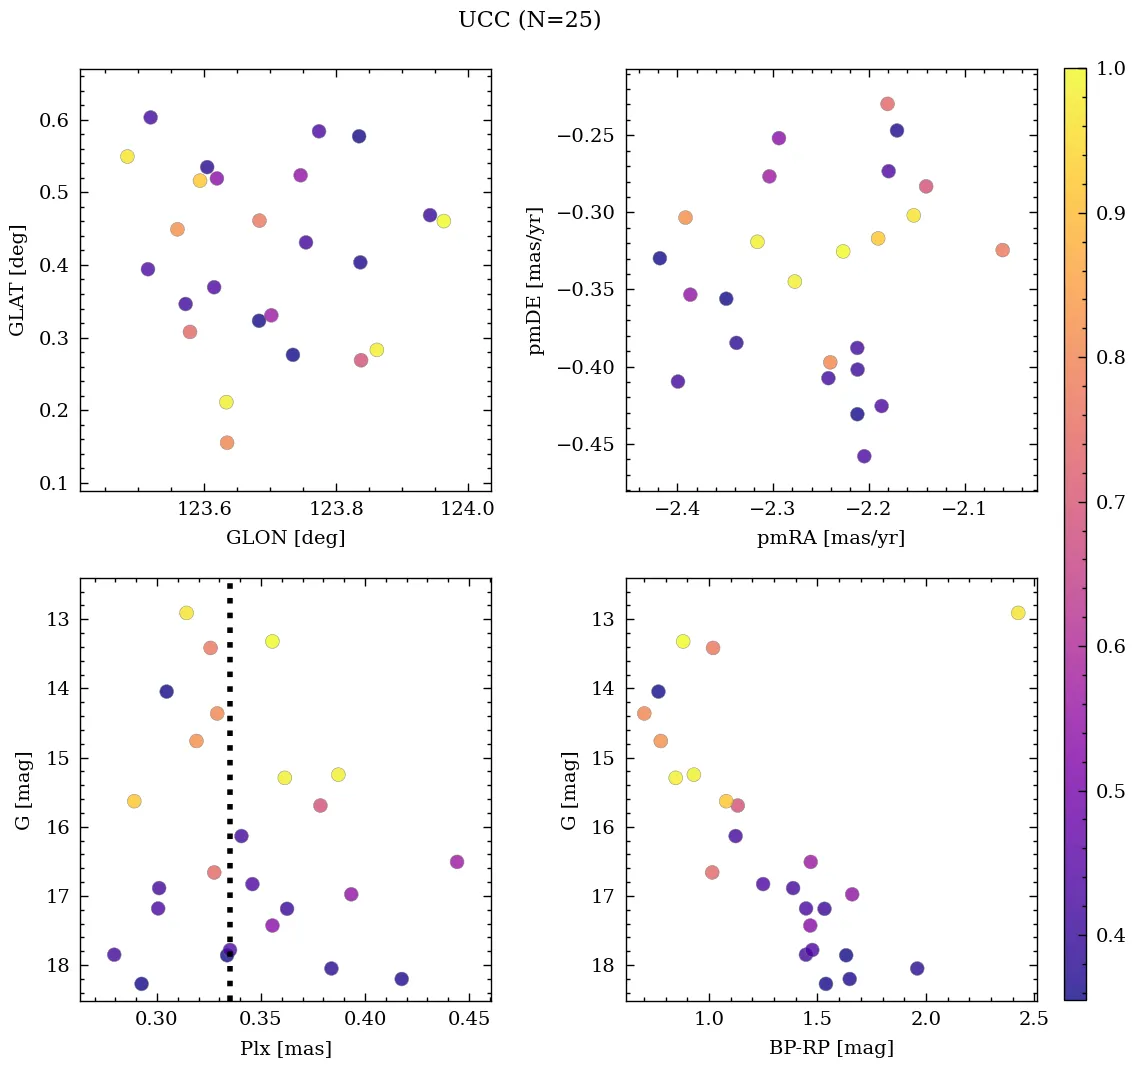 UCC (N=25)
0.6
0.5
0.4
0.3
0.2
0.1
GLAT [deg]
123.6 123.8 124.0
GLON [deg]
−0.25
−0.30
−0.35
−0.40
−0.45
pmDE [mas/yr]
−2.4 −2.3 −2.2 −2.1
pmRA [mas/yr]
13
14
15
16
17
18
G [mag]
0.30 0.35 0.40 0.45
Plx [mas]
13
14
15
16
17
18
G [mag]
1.0 1.5 2.0 2.5
BP-RP [mag]
1.0
0.9
0.8
0.7
0.6
0.5
0.4